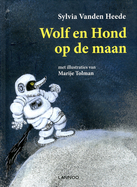 Sylvia Vanden Heede
Wolf en Hond
op de maan
met illustraties van
Marije Tolman
LANNOO